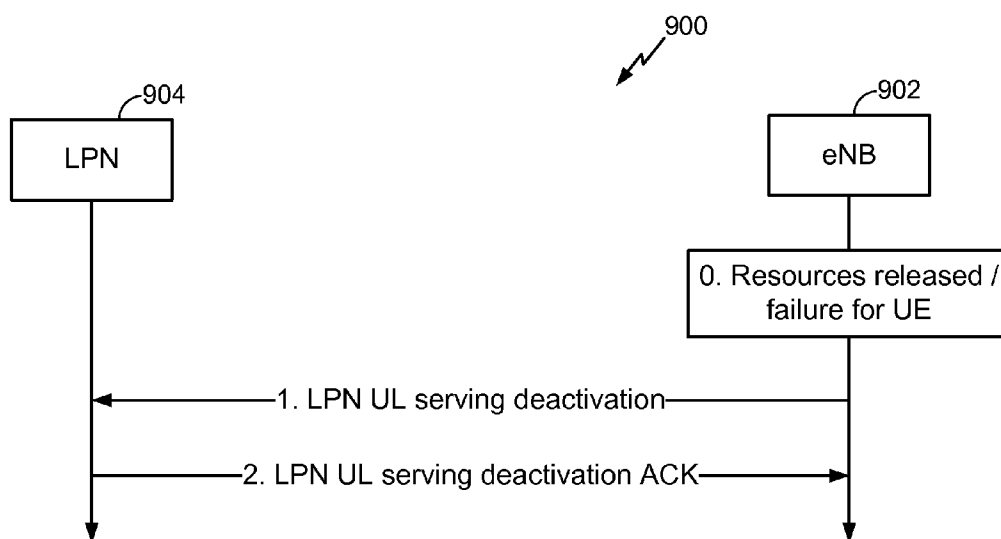 900
904
902
LPN
eNB
0. Resources released /
failure for UE
1. LPN UL serving deactivation
2. LPN UL serving deactivation ACK